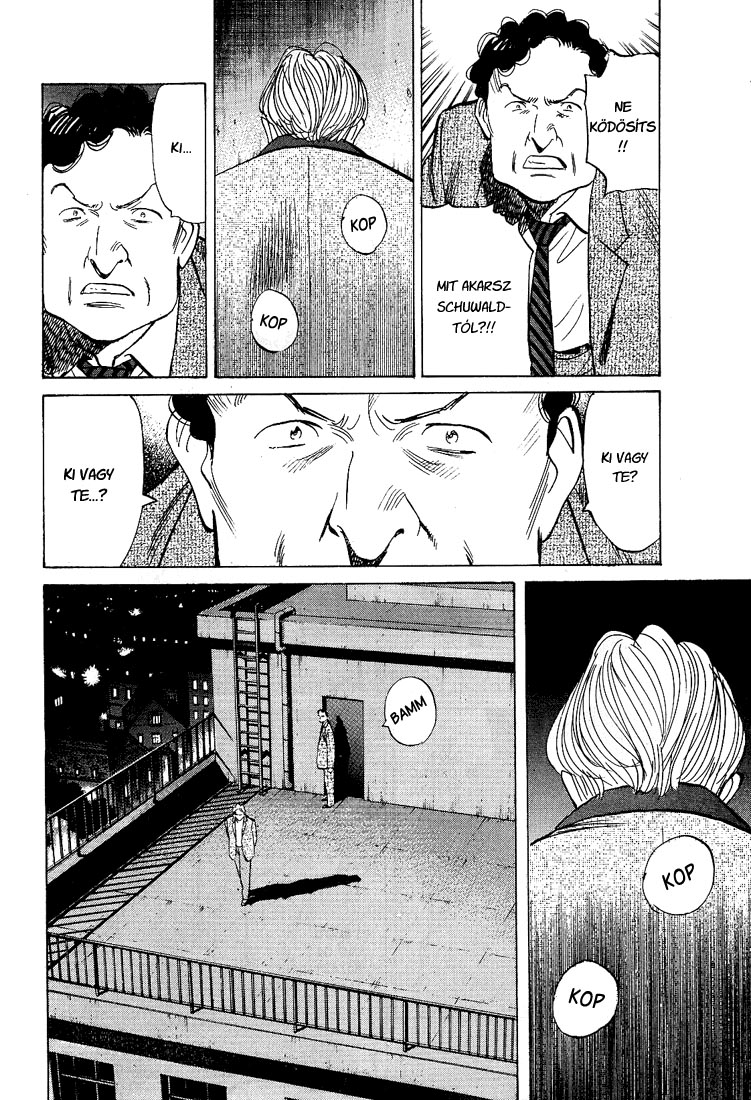 NE
KÖDÖSÍTS
!!
MIT AKARSZ
SCHUWALD-
TÓL?!!
KOP
KOP
KI...
KI VAGY
TE?
KI VAGY
TE...?
KOP
KOP
BAMM